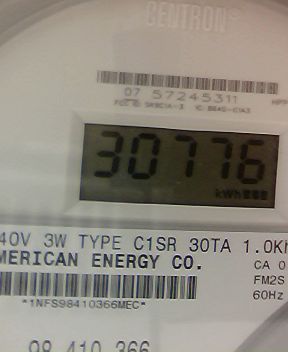 CENTRON®
07 57245311
30776
kWh
40V 3W TYPE C1SR 30TA 1.0Kh
MERICAN ENERGY CO.
CA 0
FM2S
60Hz
*1NFS98410366MEC*
98 410 366